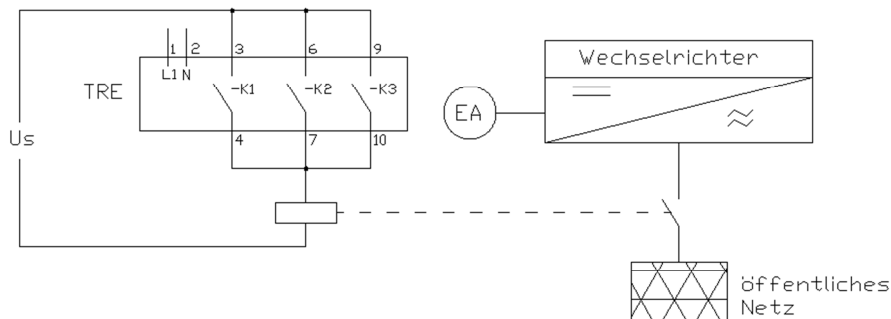 1 2 3 6 9
L1 N
-K1 -K2 -K3
TRE
4 7 10
Us
Wechselrichter
EA
öffentliches
Netz